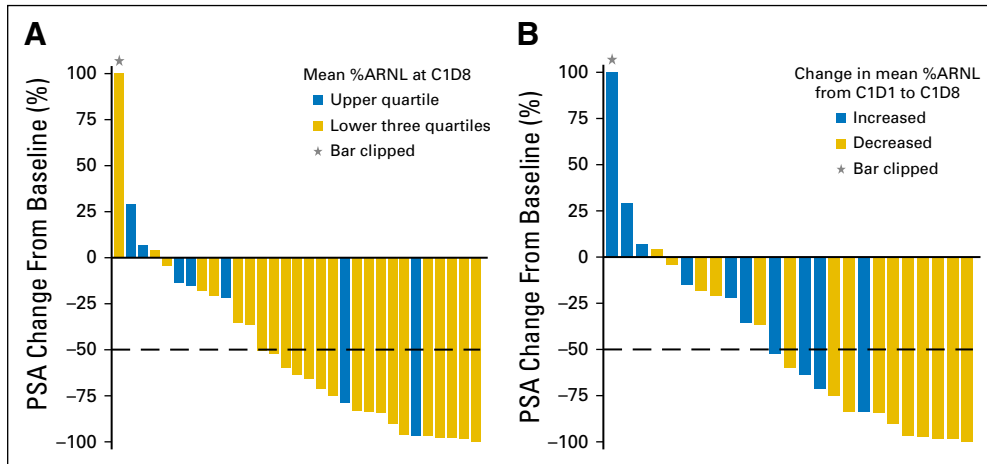 A
PSA Change From Baseline (%)
100
75
50
25
0
−25
−50
−75
−100
Mean %ARNL at C1D8
Upper quartile
Lower three quartiles
Bar clipped
B
PSA Change From Baseline (%)
100
75
50
25
0
−25
−50
−75
−100
Change in mean %ARNL
from C1D1 to C1D8
Increased
Decreased
Bar clipped